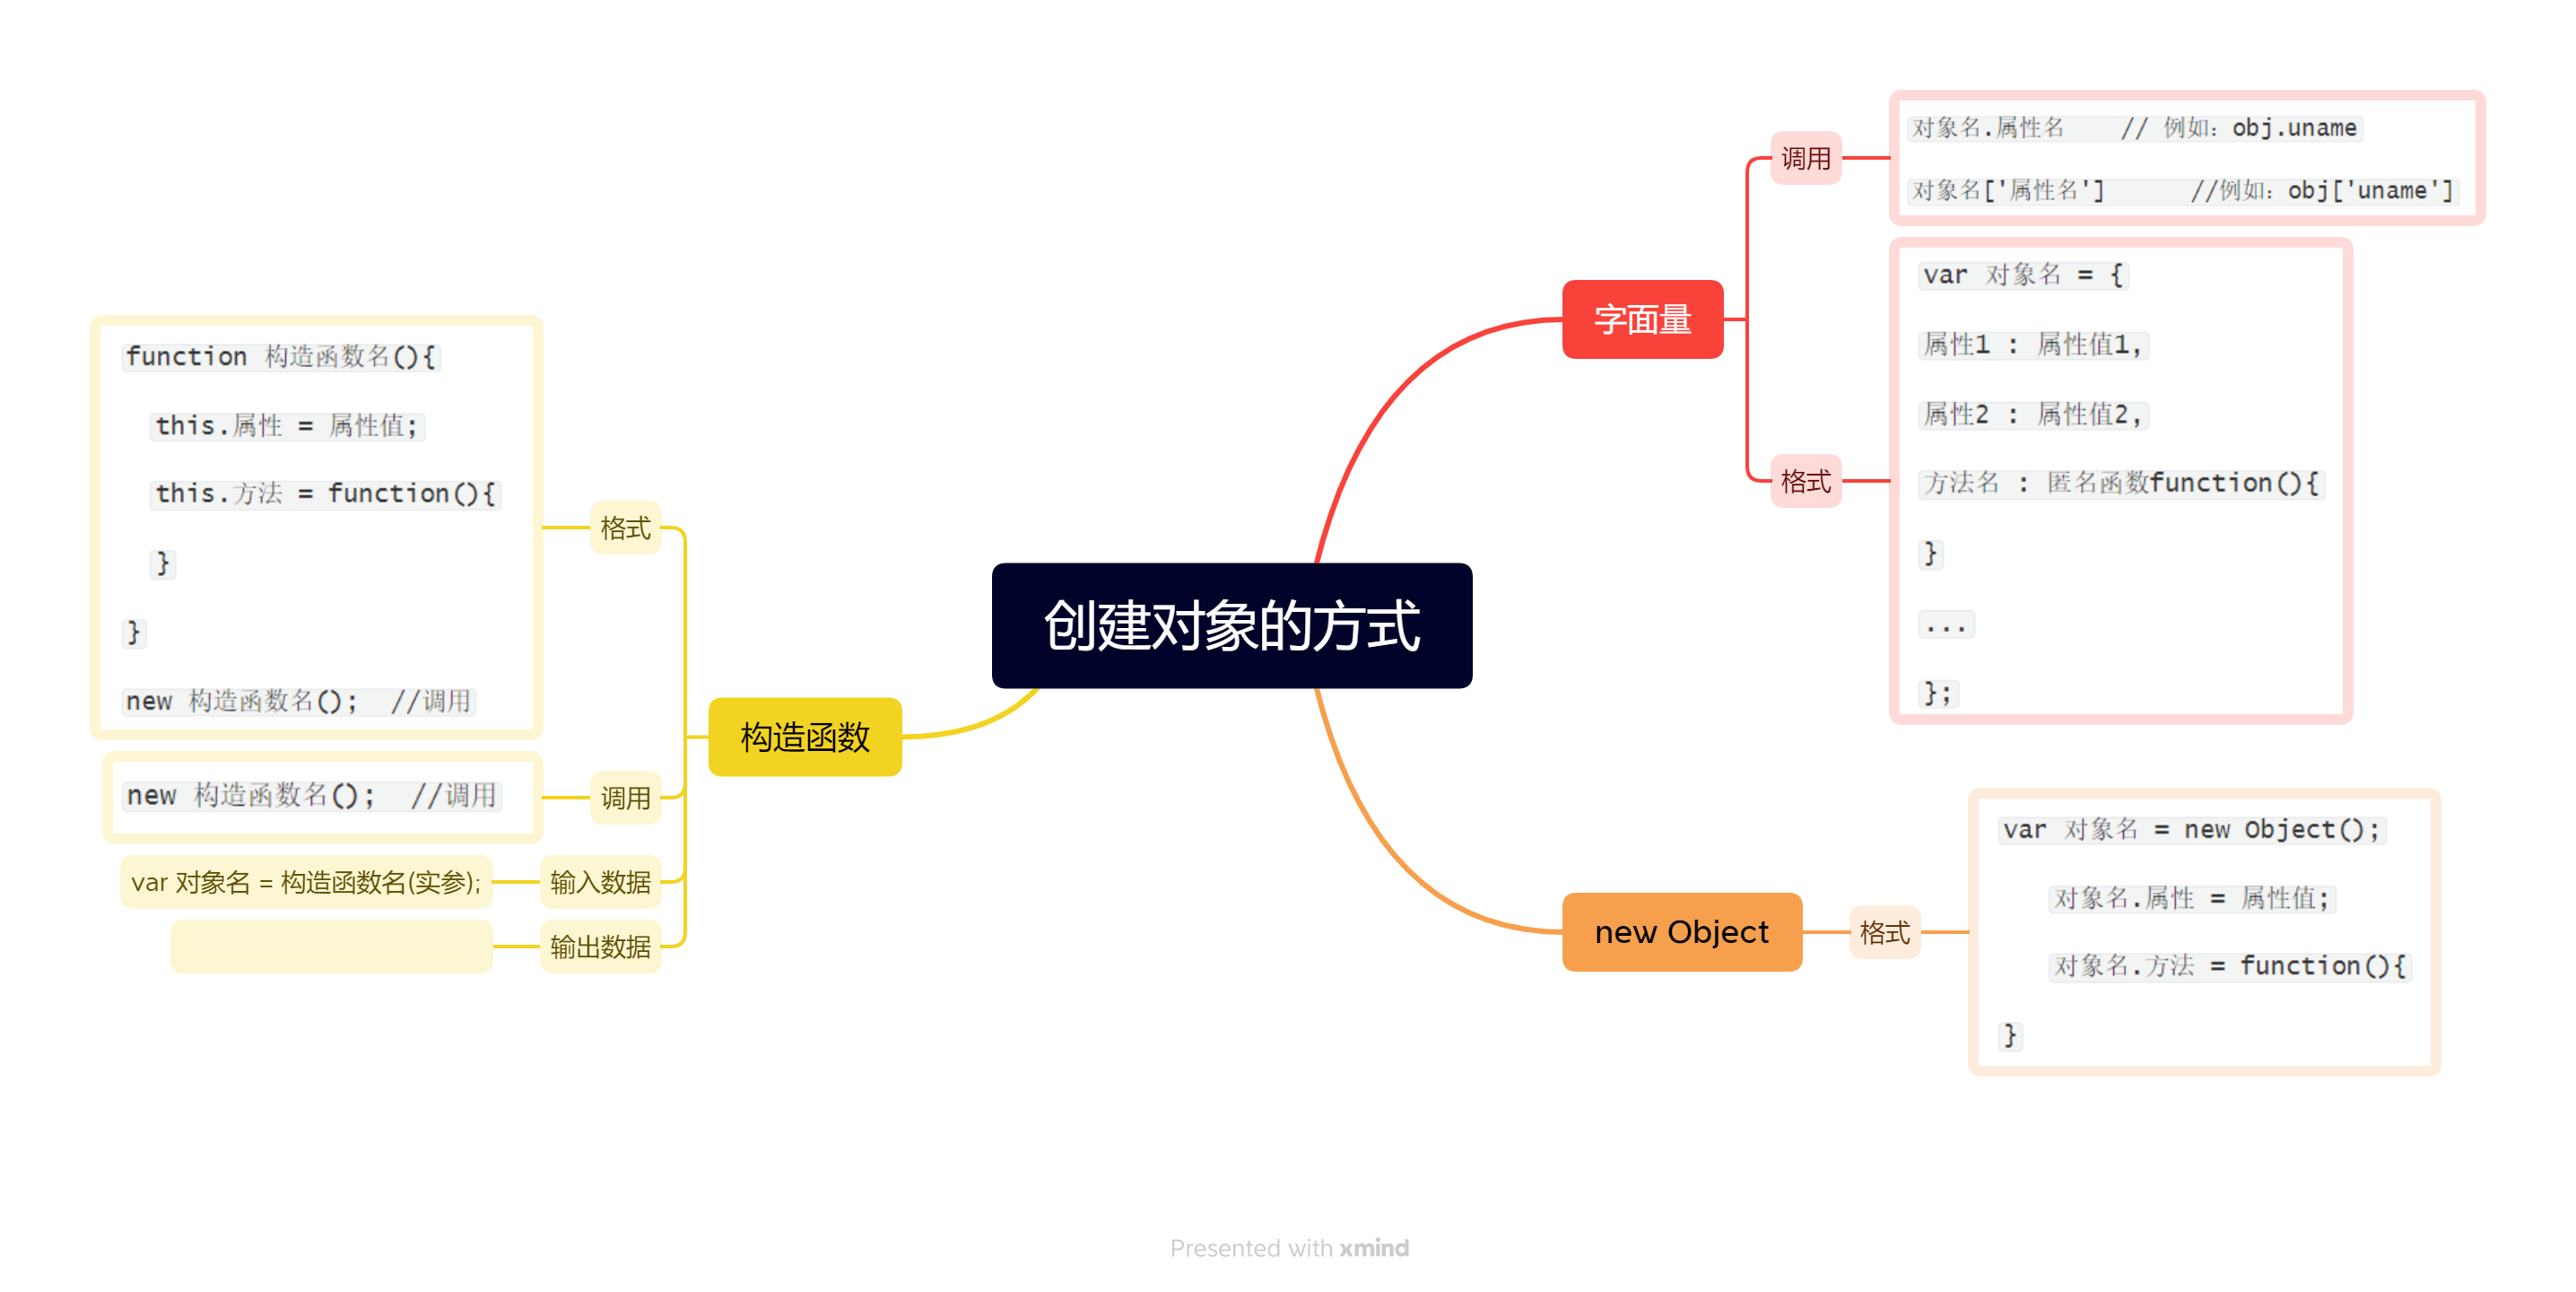 创建对象的方式
字面量
调用
对象名.属性名    // 例如：obj.uname
对象名['属性名']      //例如：obj['uname']
格式
var 对象名 = {
属性1 : 属性值1,
属性2 : 属性值2,
方法名 : 匿名函数function(){
}
...
};
new Object
格式
var 对象名 = new Object();
对象名.属性 = 属性值;
对象名.方法 = function(){
}
构造函数
格式
function 构造函数名(){
this.属性 = 属性值;
this.方法 = function(){
}
}
new 构造函数名();  //调用
调用
new 构造函数名();  //调用
输入数据
var 对象名 = 构造函数名(实参);
输出数据
Presented with xmind